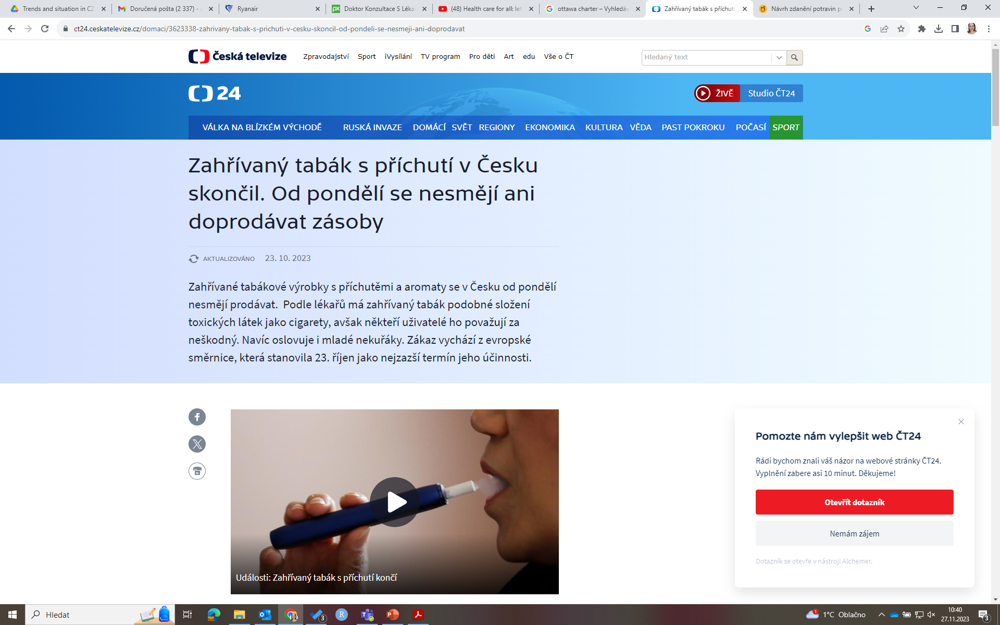 Trends and situation in CZ
Doručená pošta (2 337) -
Ryanair
Doktor Konzultace S Léka
(48) Health care for all: let
ottawa charter – Vyhledáv
Zahřívaný tabák s příchutí
Návrh zdanění potravin p
ct24.ceskatelevize.cz/domaci/3623338-zahrivany-tabak-s-prichuti-v-cesku-skoncil-od-pondeli-se-nesmeji-ani-doprodavat
Česká televize
Zpravodajství Sport iVysílání TV program Pro děti Art edu Vše o ČT
Hledaný text
24
ŽIVĚ Studio ČT24
VÁLKA NA BLÍZKÉM VÝCHODĚ RUSKÁ INVAZE DOMÁCÍ SVĚT REGIONY EKONOMIKA KULTURA VĚDA PAST POKROKU POČASÍ SPORT
Zahřívaný tabák s příchutí v Česku
skončil. Od pondělí se nesmějí ani
doprodávat zásoby
AKTUALIZOVÁNO 23. 10. 2023
Zahřívané tabákové výrobky s příchutěmi a aromaty se v Česku od pondělí
nesmějí prodávat. Podle lékařů má zahřívaný tabák podobné složení
toxických látek jako cigarety, avšak někteří uživatelé ho považují za
neškodný. Navíc oslovuje i mladé nekuřáky. Zákaz vychází z evropské
směrnice, která stanovila 23. říjen jako nejzazší termín jeho účinnosti.
Události: Zahřívaný tabák s příchutí končí
Pomozte nám vylepšit web ČT24
Rádi bychom znali váš názor na webové stránky ČT24.
Vyplnění zabere asi 10 minut. Děkujeme!
Otevřít dotazník
Nemám zájem
Dotazník se otevře v nástroji Alchemer.
Hledat
3
1
1°C Oblačno
10:40
27.11.2023
3